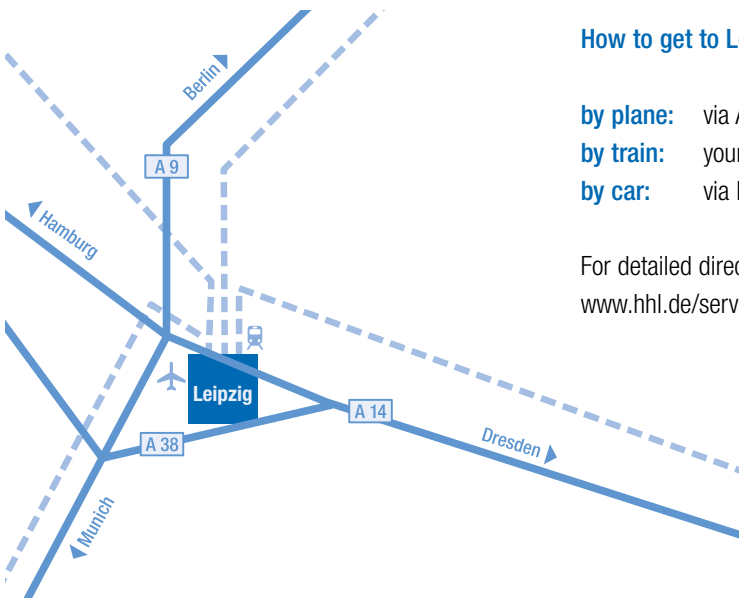 How to get to L
by plane: via
by train: your
by car: via
For detailed direc
www.hhl.de/serv
Berlin
A 9
Hamburg
Leipzig
A 14
A 38
Dresden
Munich